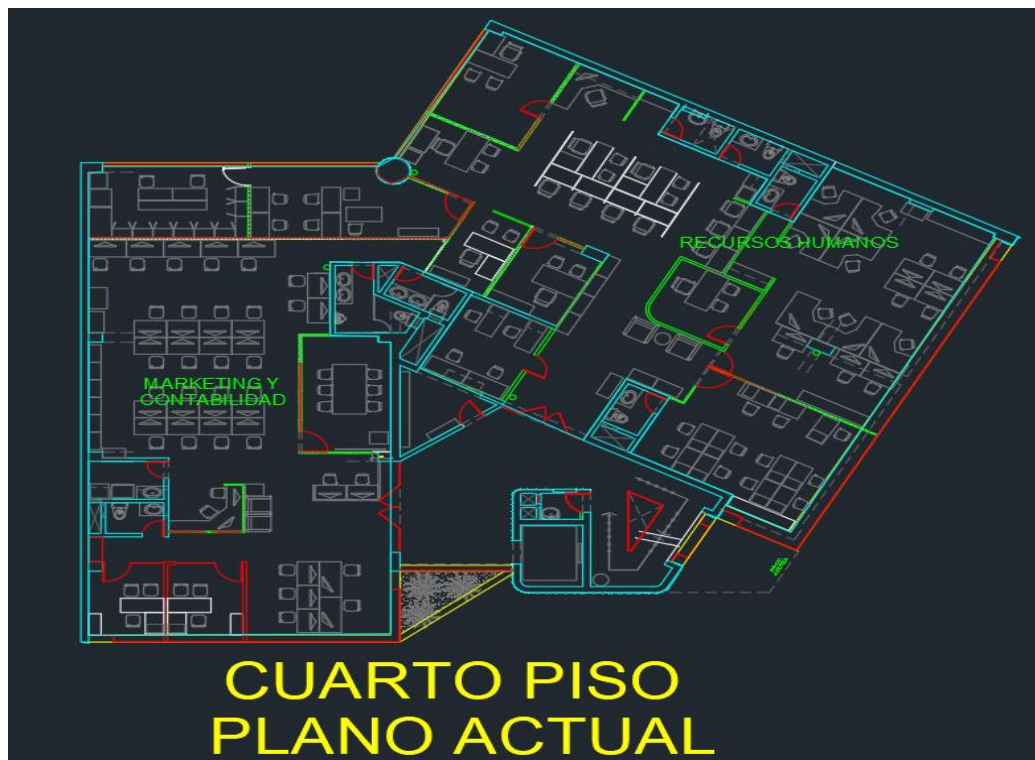 RECURSOS HUMANOS
MARKETING Y
CONTABILIDAD
CUARTO PISO
PLANO ACTUAL